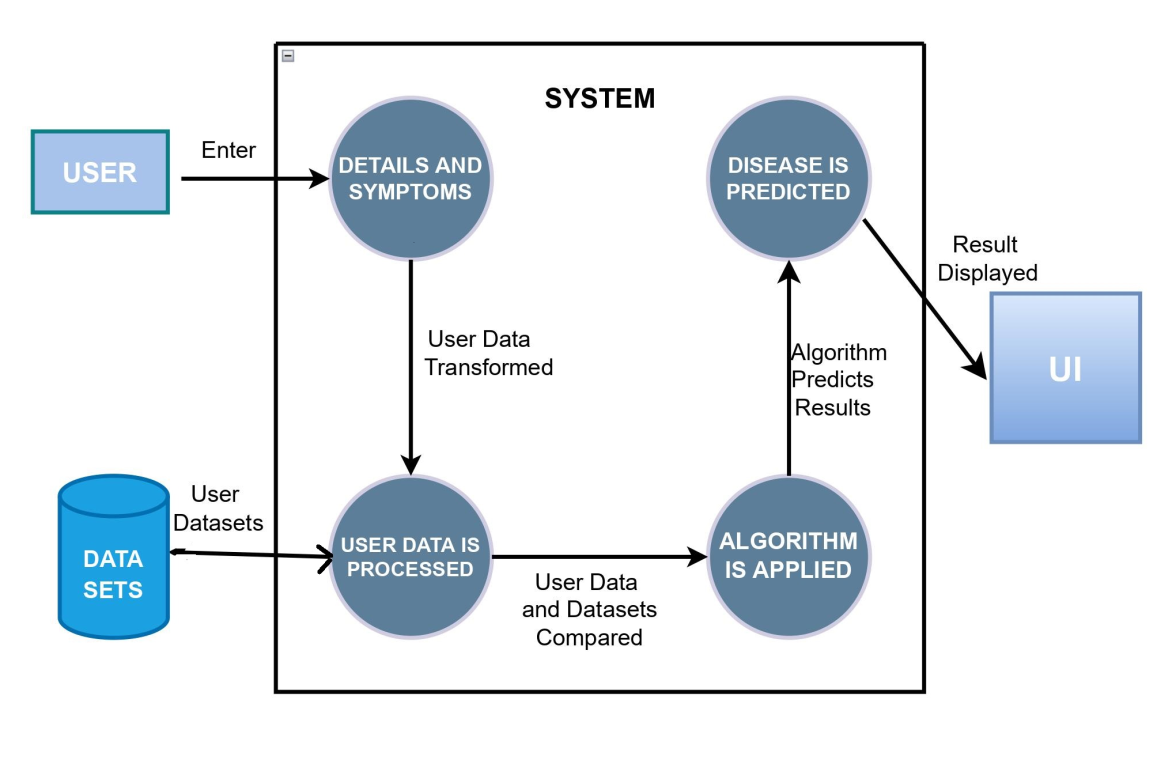 SYSTEM
USER
Enter
DETAILS AND
SYMPTOMS
DISEASE IS
PREDICTED
Result
Displayed
User Data
Transformed
Algorithm
Predicts
Results
UI
User
Datasets
DATA
SETS
USER DATA IS
PROCESSED
User Data
and Datasets
Compared
ALGORITHM
IS APPLIED